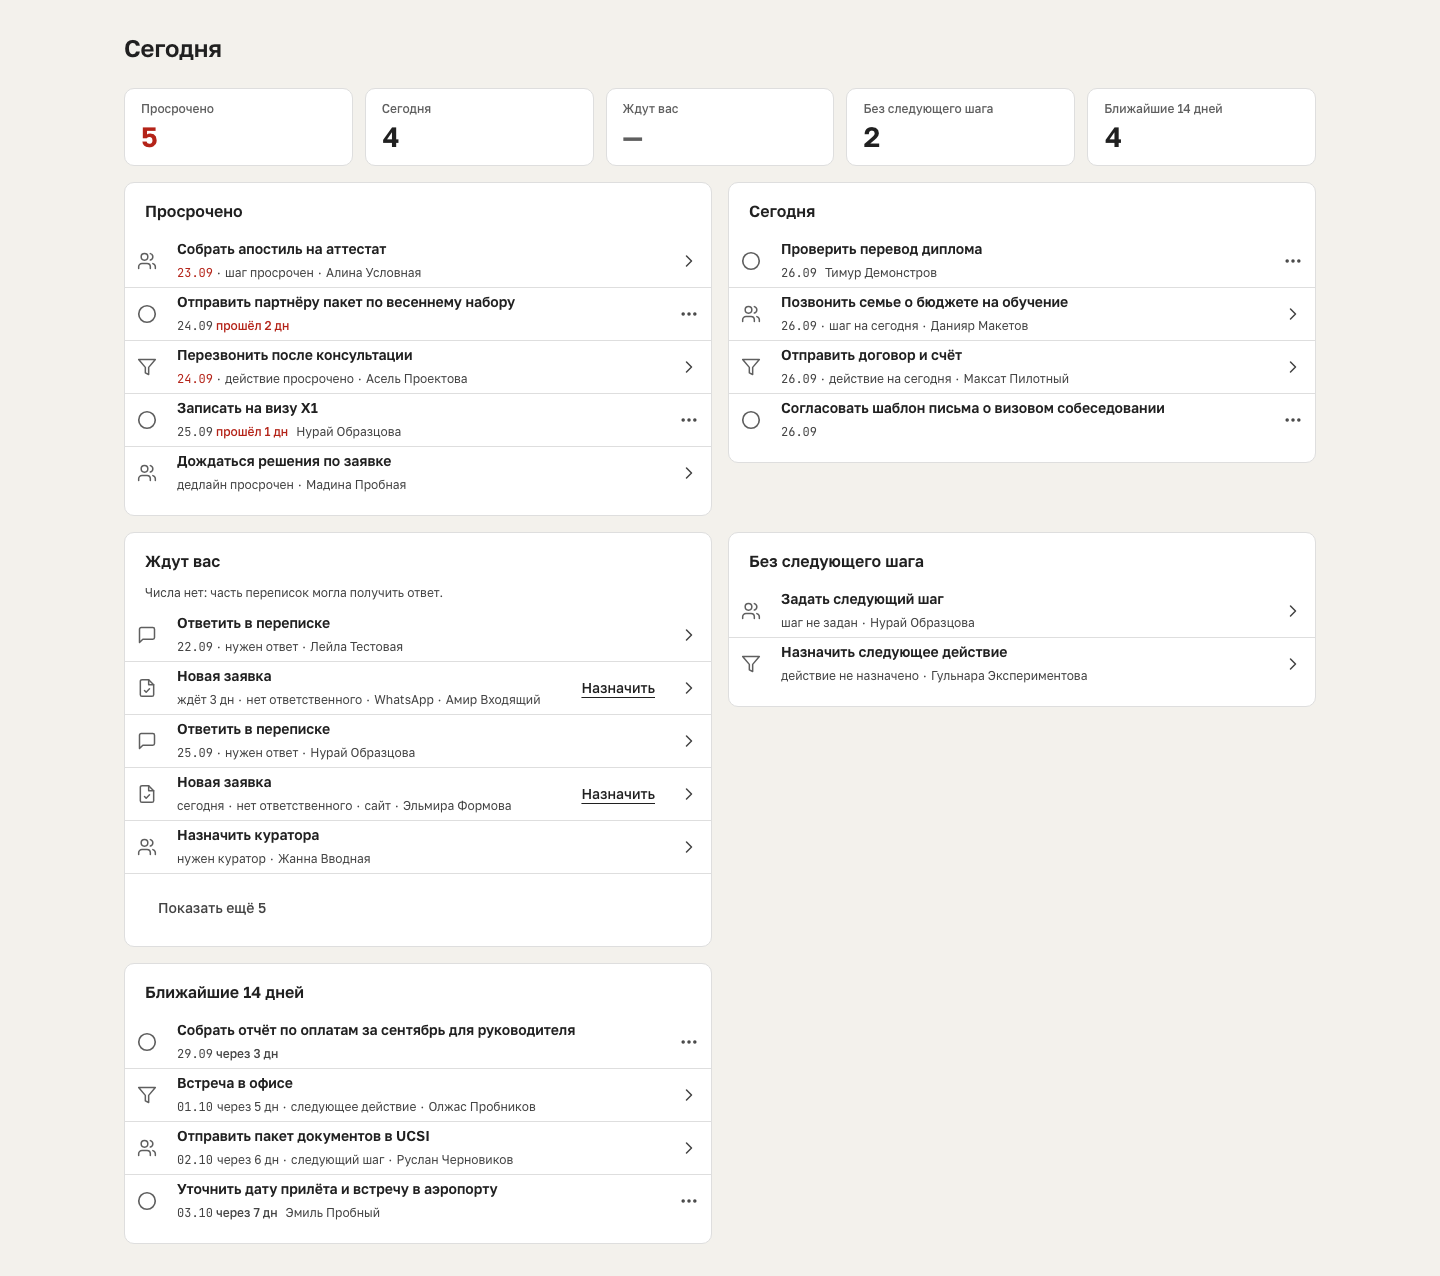 Сегодня
Просрочено
5
Сегодня
4
Ждут вас
—
Без следующего шага
2
Ближайшие 14 дней
4
Просрочено
Собрать апостиль на аттестат
23.09 · шаг просрочен · Алина Условная
Отправить партнёру пакет по весеннему набору
24.09 прошёл 2 дн
Перезвонить после консультации
24.09 · действие просрочено · Асель Проектова
Записать на визу X1
25.09 прошёл 1 дн Нурай Образцова
Дождаться решения по заявке
дедлайн просрочен · Мадина Пробная
Сегодня
Проверить перевод диплома
26.09 Тимур Демонстров
Позвонить семье о бюджете на обучение
26.09 · шаг на сегодня · Данияр Макетов
Отправить договор и счёт
26.09 · действие на сегодня · Максат Пилотный
Согласовать шаблон письма о визовом собеседовании
26.09
Ждут вас
Числа нет: часть переписок могла получить ответ.
Ответить в переписке
22.09 · нужен ответ · Лейла Тестовая
Новая заявка
ждёт 3 дн · нет ответственного · WhatsApp · Амир Входящий
Назначить
Ответить в переписке
25.09 · нужен ответ · Нурай Образцова
Новая заявка
сегодня · нет ответственного · сайт · Эльмира Формова
Назначить
Назначить куратора
нужен куратор · Жанна Вводная
Показать ещё 5
Без следующего шага
Задать следующий шаг
шаг не задан · Нурай Образцова
Назначить следующее действие
действие не назначено · Гульнара Экспериментова
Ближайшие 14 дней
Собрать отчёт по оплатам за сентябрь для руководителя
29.09 через 3 дн
Встреча в офисе
01.10 через 5 дн · следующее действие · Олжас Пробников
Отправить пакет документов в UCSI
02.10 через 6 дн · следующий шаг · Руслан Черновиков
Уточнить дату прилёта и встречу в аэропорту
03.10 через 7 дн Эмиль Пробный